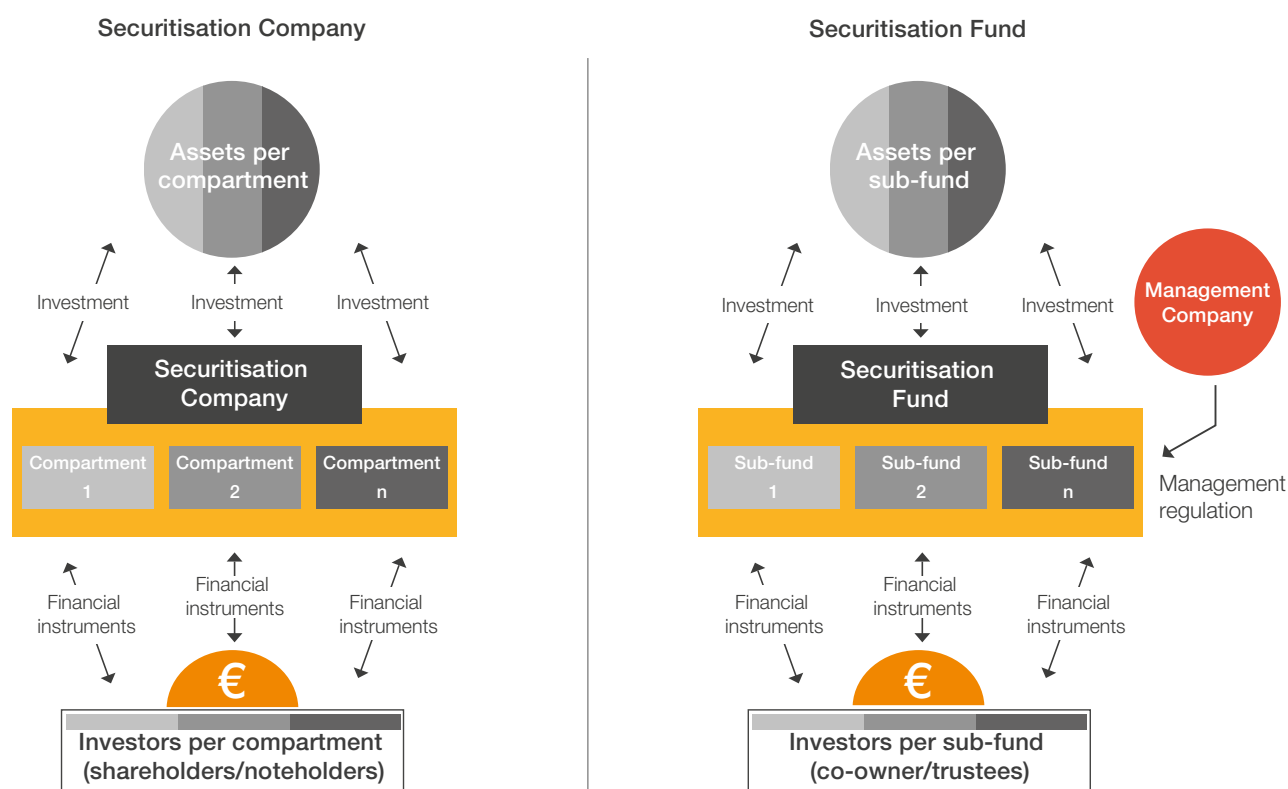 Securitisation Company
Assets per
compartment
Investment
Investment
Investment
Securitisation
Company
Compartment
1
Compartment
2
Compartment
n
Financial
instruments
Financial
instruments
Financial
instruments
€
Investors per compartment
(shareholders/noteholders)
Securitisation Fund
Assets per
sub-fund
Investment
Investment
Investment
Management
Company
Securitisation
Fund
Sub-fund
1
Sub-fund
2
Sub-fund
n
Management
regulation
Financial
instruments
Financial
instruments
Financial
instruments
€
Investors per sub-fund
(co-owner/trustees)